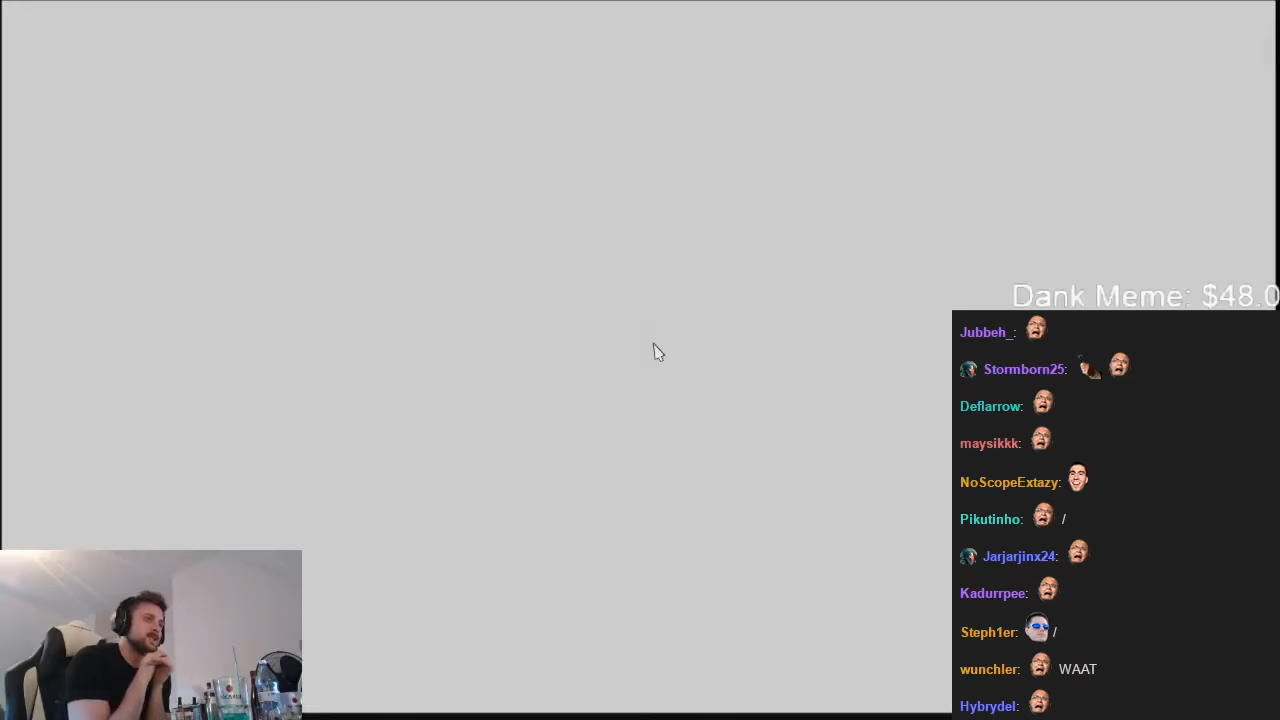 Dank Meme: $48.0
Jubbeh_:
Stormborn25:
Deflarrow:
maysikkk:
NoScopeExtazy:
Pikutinho: /
Jarjarjinx24:
Kadurrpee:
Steph1er: /
wunchler: WAAT
Hybrydel: